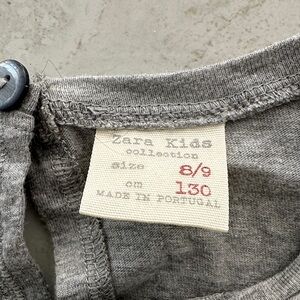 Zara Kids
collection
size 8/9
cm 130
MADE IN PORTUGAL